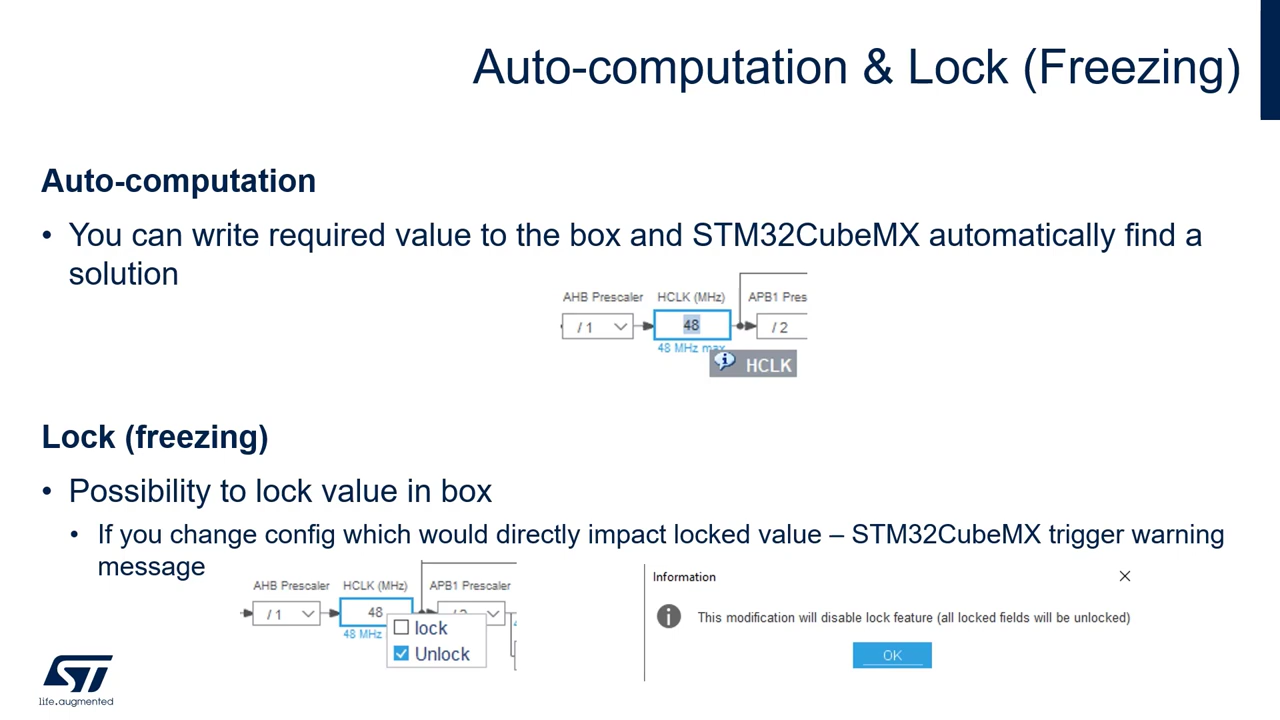 Auto-computation & Lock (Freezing)
Auto-computation
• You can write required value to the box and STM32CubeMX automatically find a
solution
AHB Prescaler HCLK (MHz) APB1 Pres
/ 1 48 / 2
48 MHz max
HCLK
Lock (freezing)
• Possibility to lock value in box
• If you change config which would directly impact locked value – STM32CubeMX trigger warning
message
AHB Prescaler HCLK (MHz) APB1 Prescaler
/ 1 48
48 MHz
lock
Unlock
Information
This modification will disable lock feature (all locked fields will be unlocked)
OK
ST
life.augmented